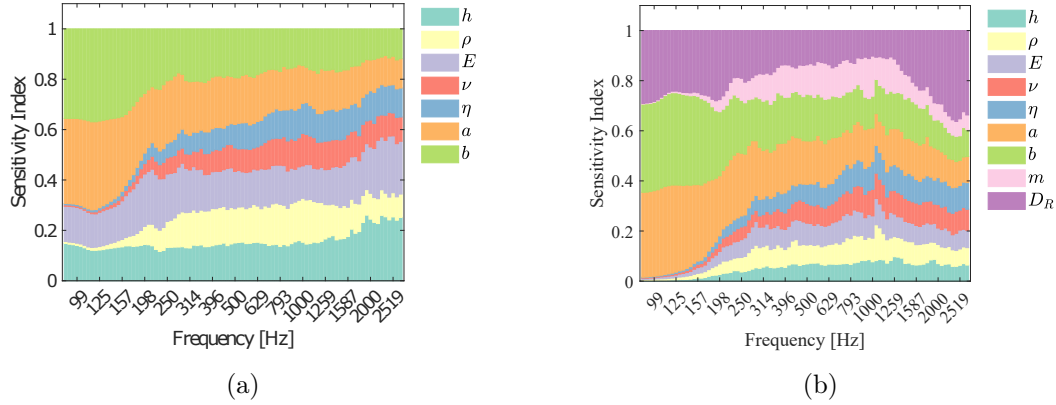 1
0.8
0.6
0.4
0.2
0
Sensitivity Index
99
125
157
198
250
314
396
500
629
793
1000
1259
1587
2000
2519
Frequency [Hz]
h
ρ
E
ν
η
a
b
(a)
1
0.8
0.6
0.4
0.2
0
Sensitivity Index
99
125
157
198
250
314
396
500
629
793
1000
1259
1587
2000
2519
Frequency [Hz]
h
ρ
E
ν
η
a
b
m
D_R
(b)